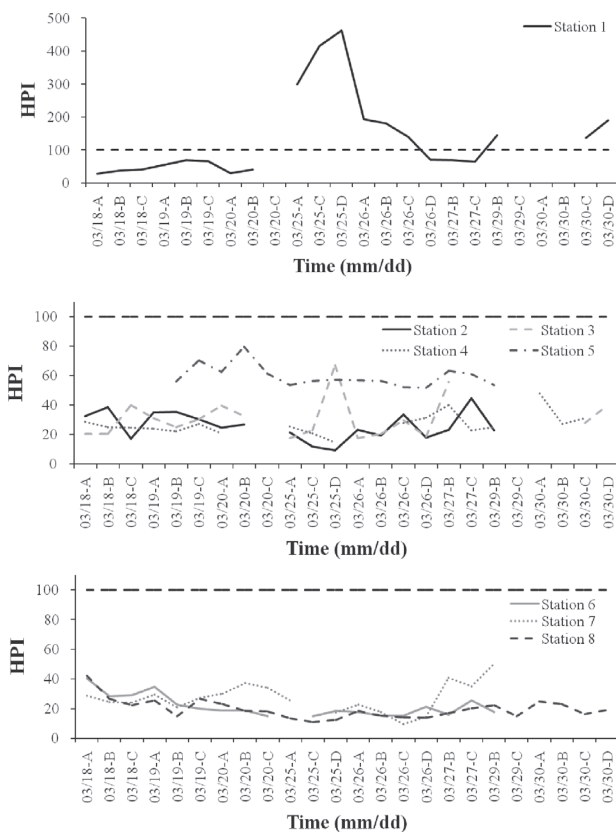 500
400
300
200
100
0
HPI
Station 1
03/18-A
03/18-B
03/18-C
03/19-A
03/19-B
03/19-C
03/20-A
03/20-B
03/20-C
03/25-A
03/25-C
03/25-D
03/26-A
03/26-B
03/26-C
03/26-D
03/27-B
03/27-C
03/29-B
03/29-C
03/30-A
03/30-B
03/30-C
03/30-D
Time (mm/dd)
100
80
60
40
20
0
HPI
Station 2 Station 3
Station 4 Station 5
03/18-A
03/18-B
03/18-C
03/19-A
03/19-B
03/19-C
03/20-A
03/20-B
03/20-C
03/25-A
03/25-C
03/25-D
03/26-A
03/26-B
03/26-C
03/26-D
03/27-B
03/27-C
03/29-B
03/29-C
03/30-A
03/30-B
03/30-C
03/30-D
Time (mm/dd)
100
80
60
40
20
0
HPI
Station 6
Station 7
Station 8
03/18-A
03/18-B
03/18-C
03/19-A
03/19-B
03/19-C
03/20-A
03/20-B
03/20-C
03/25-A
03/25-C
03/25-D
03/26-A
03/26-B
03/26-C
03/26-D
03/27-B
03/27-C
03/29-B
03/29-C
03/30-A
03/30-B
03/30-C
03/30-D
Time (mm/dd)